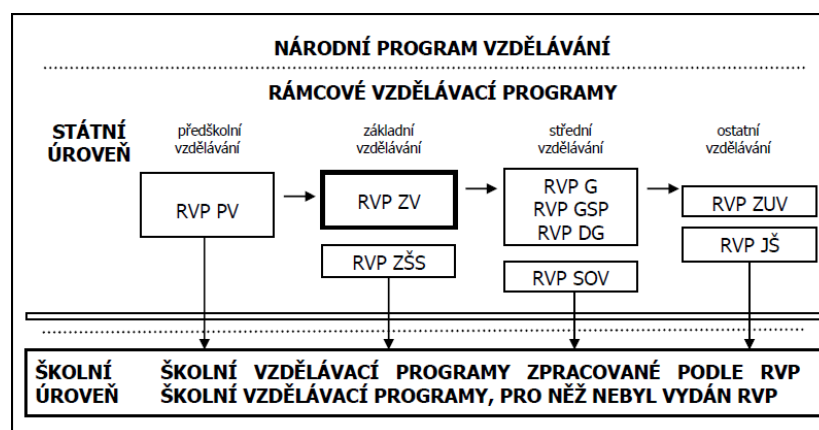 NÁRODNÍ PROGRAM VZDĚLÁVÁNÍ
RÁMCOVÉ VZDĚLÁVACÍ PROGRAMY
STÁTNÍ
ÚROVEŇ
předškolní
vzdělávání
základní
vzdělávání
střední
vzdělávání
ostatní
vzdělávání
RVP PV
RVP ZV
RVP ZŠS
RVP G
RVP GSP
RVP DG
RVP SOV
RVP ZUV
RVP JŠ
ŠKOLNÍ
ÚROVEŇ
ŠKOLNÍ VZDĚLÁVACÍ PROGRAMY ZPRACOVANÉ PODLE RVP
ŠKOLNÍ VZDĚLÁVACÍ PROGRAMY, PRO NĚŽ NEBYL VYDÁN RVP